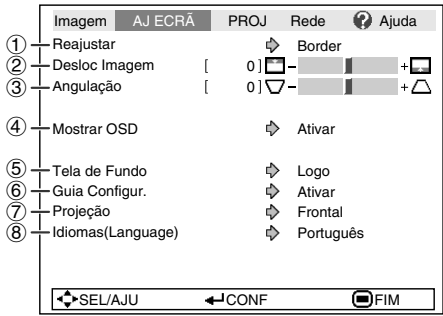 Imagem AJ ECRÃ PROJ Rede ? Ajuda
① Reajustar Border
② Desloc Imagem [ 0 ] - +
③ Angulação [ 0 ] - +
④ Mostrar OSD Ativar
⑤ Tela de Fundo Logo
⑥ Guia Configur. Ativar
⑦ Projeção Frontal
⑧ Idiomas(Language) Português
SEL/AJU CONF FIM